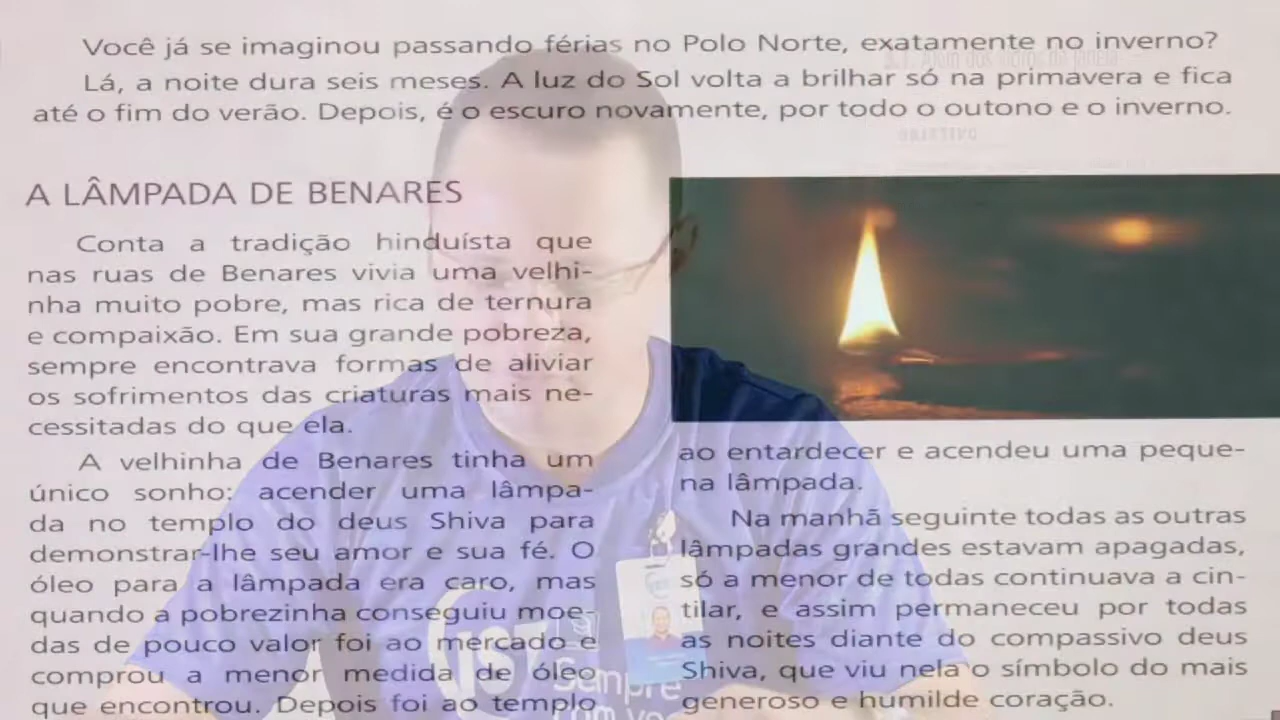 Você já se imaginou passando férias no Polo Norte, exatamente no inverno?
Lá, a noite dura seis meses. A luz do Sol volta a brilhar só na primavera e fica
até o fim do verão. Depois, é o escuro novamente, por todo o outono e o inverno.
A LÂMPADA DE BENARES
Conta a tradição hinduísta que
nas ruas de Benares vivia uma velhi-
nha muito pobre, mas rica de ternura
e compaixão. Em sua grande pobreza,
sempre encontrava formas de aliviar
os sofrimentos das criaturas mais ne-
cessitadas do que ela.
A velhinha de Benares tinha um
único sonho: acender uma lâmpa-
da no templo do deus Shiva para
demonstrar-lhe seu amor e sua fé. O
óleo para a lâmpada era caro, mas
quando a pobrezinha conseguiu moe-
das de pouco valor foi ao mercado e
comprou a menor medida de óleo
que encontrou. Depois foi ao templo
ao entardecer e acendeu uma peque-
na lâmpada.
Na manhã seguinte todas as outras
lâmpadas grandes estavam apagadas,
só a menor de todas continuava a cin-
tilar, e assim permaneceu por todas
as noites diante do compassivo deus
Shiva, que viu nela o símbolo do mais
generoso e humilde coração.
Sempre
com vo